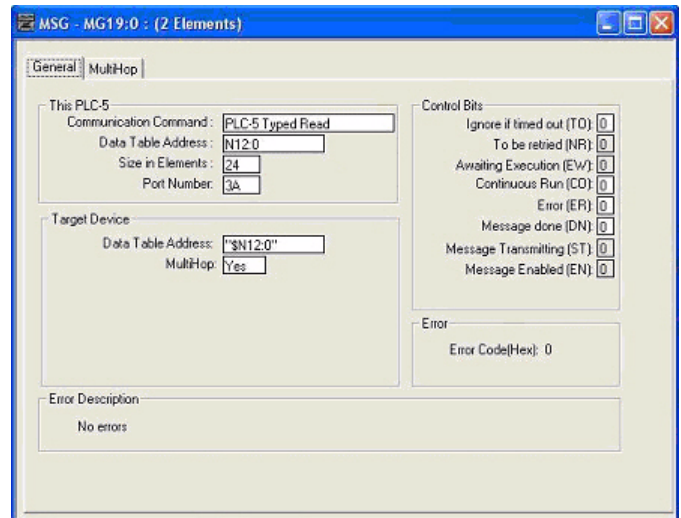 MSG - MG19:0 : (2 Elements)
General MultiHop
This PLC-5
Communication Command : PLC-5 Typed Read
Data Table Address : N12:0
Size in Elements : 24
Port Number: 3A
Target Device
Data Table Address: "$N12:0"
MultiHop: Yes
Control Bits
Ignore if timed out (TO): 0
To be retried (NR): 0
Awaiting Execution (EW): 0
Continuous Run (CO): 0
Error (ER): 0
Message done (DN): 0
Message Transmitting (ST): 0
Message Enabled (EN): 0
Error
Error Code(Hex): 0
Error Description
No errors